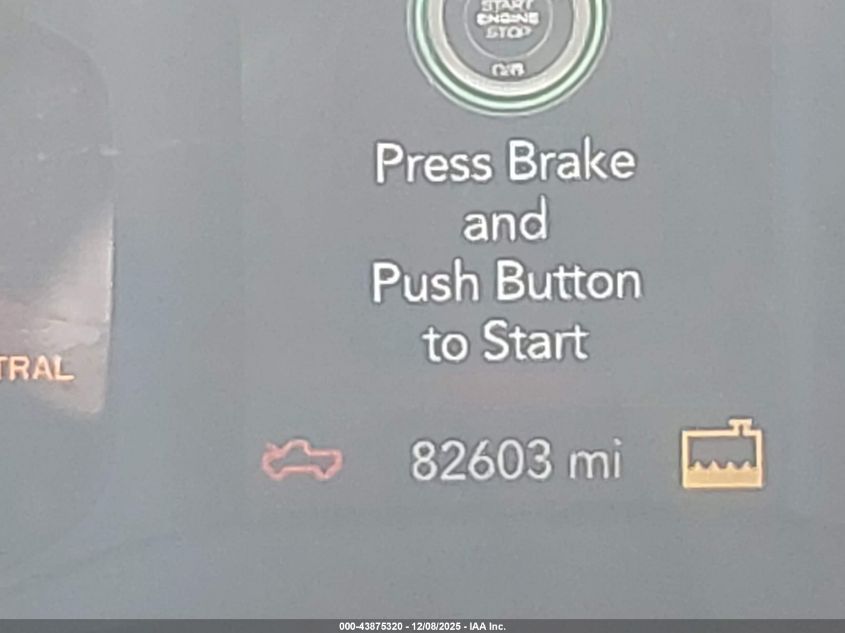 START
ENGINE
STOP
Press Brake
and
Push Button
to Start
TRAL
82603 mi
000-43875320 - 12/08/2025 - IAA Inc.